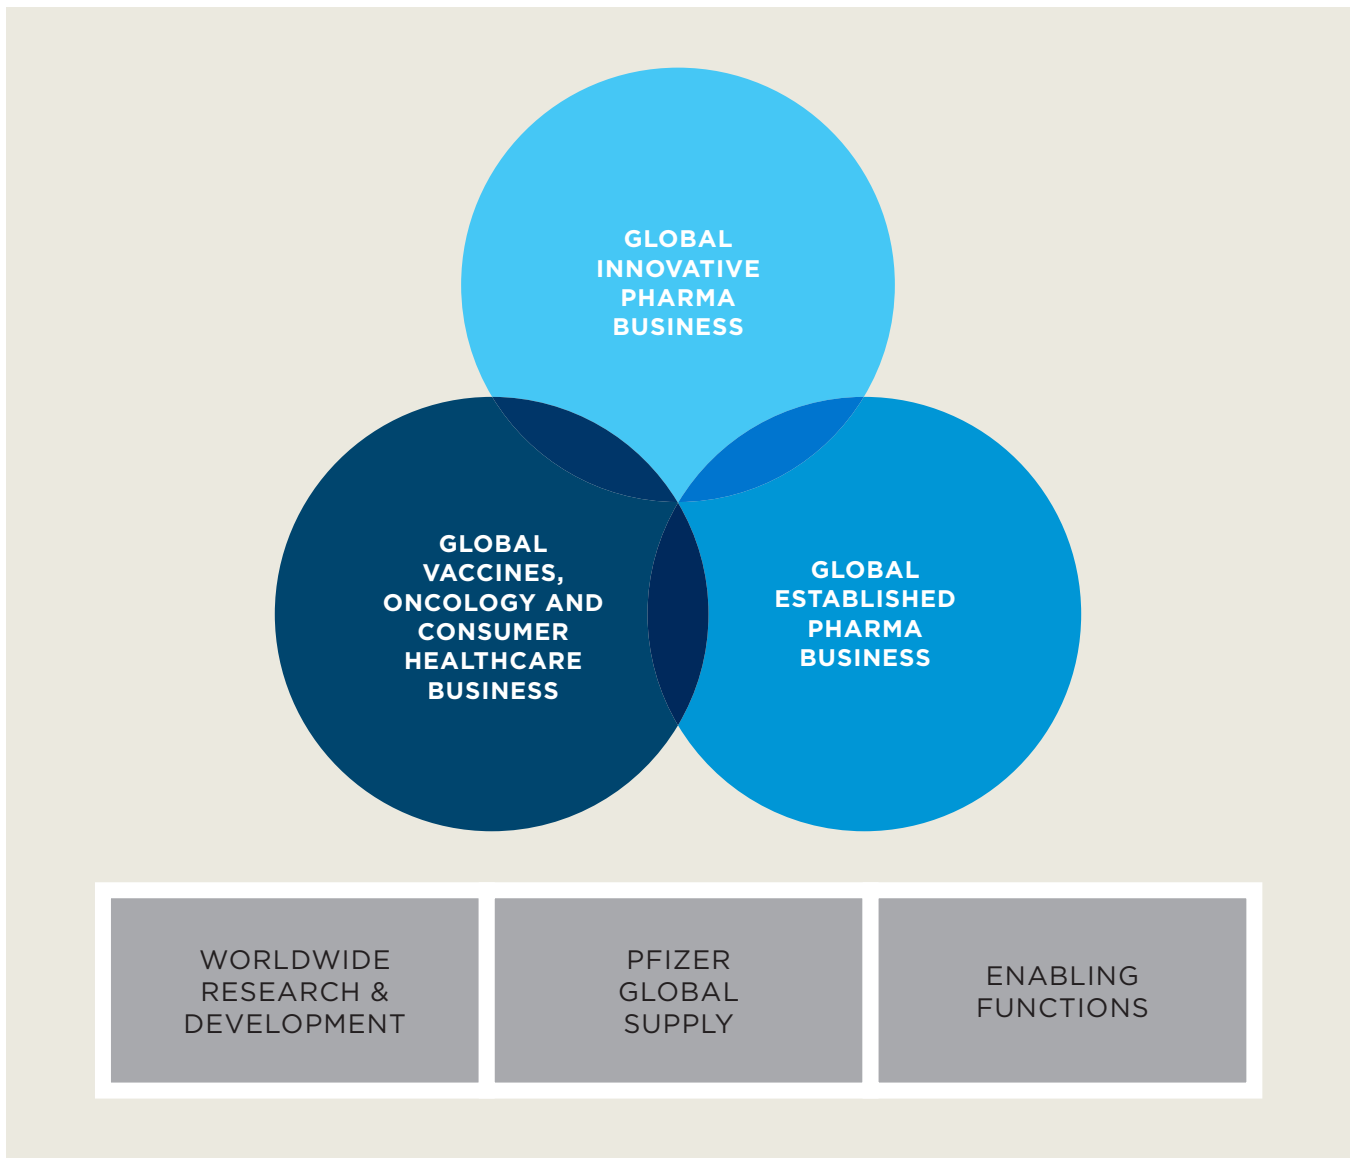 GLOBAL
INNOVATIVE
PHARMA
BUSINESS
GLOBAL
VACCINES,
ONCOLOGY AND
CONSUMER
HEALTHCARE
BUSINESS
GLOBAL
ESTABLISHED
PHARMA
BUSINESS
WORLDWIDE
RESEARCH &
DEVELOPMENT
PFIZER
GLOBAL
SUPPLY
ENABLING
FUNCTIONS